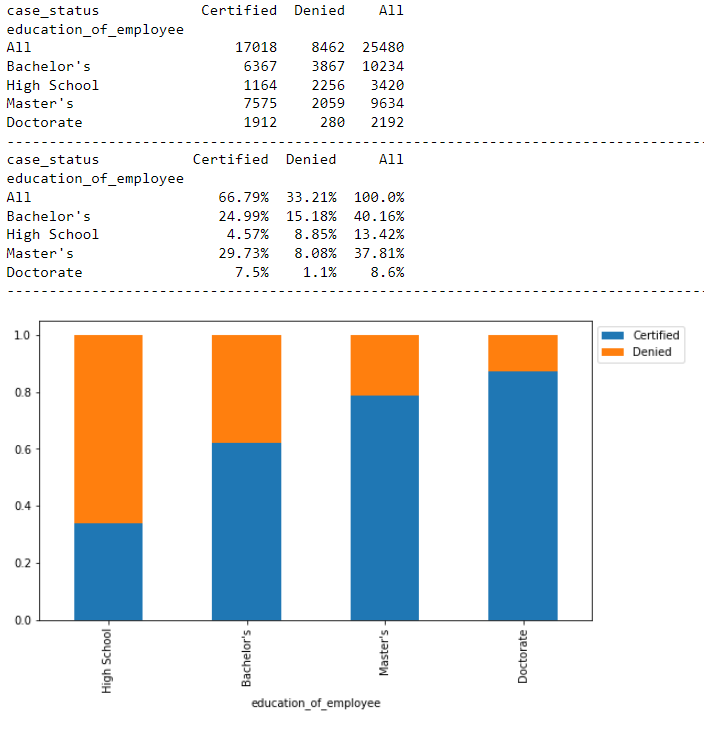 case_status Certified Denied All
education_of_employee
All 17018 8462 25480
Bachelor's 6367 3867 10234
High School 1164 2256 3420
Master's 7575 2059 9634
Doctorate 1912 280 2192
----------------------------------------------------------------------------------
case_status Certified Denied All
education_of_employee
All 66.79% 33.21% 100.0%
Bachelor's 24.99% 15.18% 40.16%
High School 4.57% 8.85% 13.42%
Master's 29.73% 8.08% 37.81%
Doctorate 7.5% 1.1% 8.6%
----------------------------------------------------------------------------------
1.0
0.8
0.6
0.4
0.2
0.0
Certified
Denied
High School
Bachelor's
Master's
Doctorate
education_of_employee